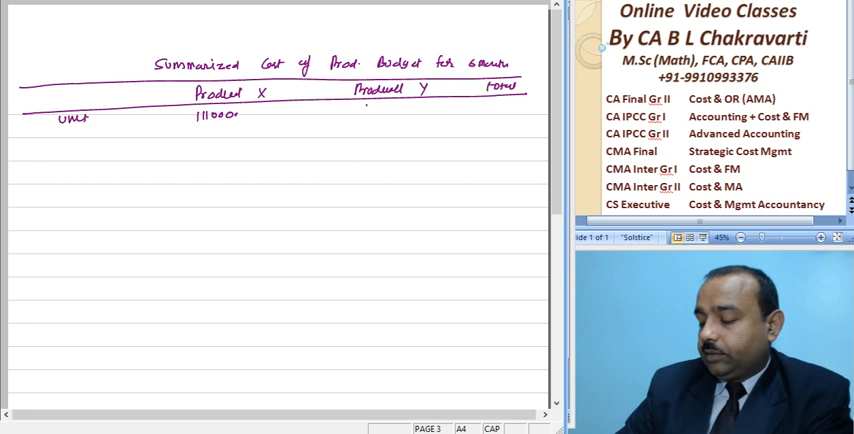 Summarized Cost of Prod. Budget for 6 month
Product X Product Y total
Unit 111000
Online Video Classes
By CA B L Chakravarti
M.Sc (Math), FCA, CPA, CAIIB
+91-9910993376
CA Final Gr II Cost & OR (AMA)
CA IPCC Gr I Accounting + Cost & FM
CA IPCC Gr II Advanced Accounting
CMA Final Strategic Cost Mgmt
CMA Inter Gr I Cost & FM
CMA Inter Gr II Cost & MA
CS Executive Cost & Mgmt Accountancy
lide 1 of 1 "Solstice" 45%
PAGE 3 A4 CAP